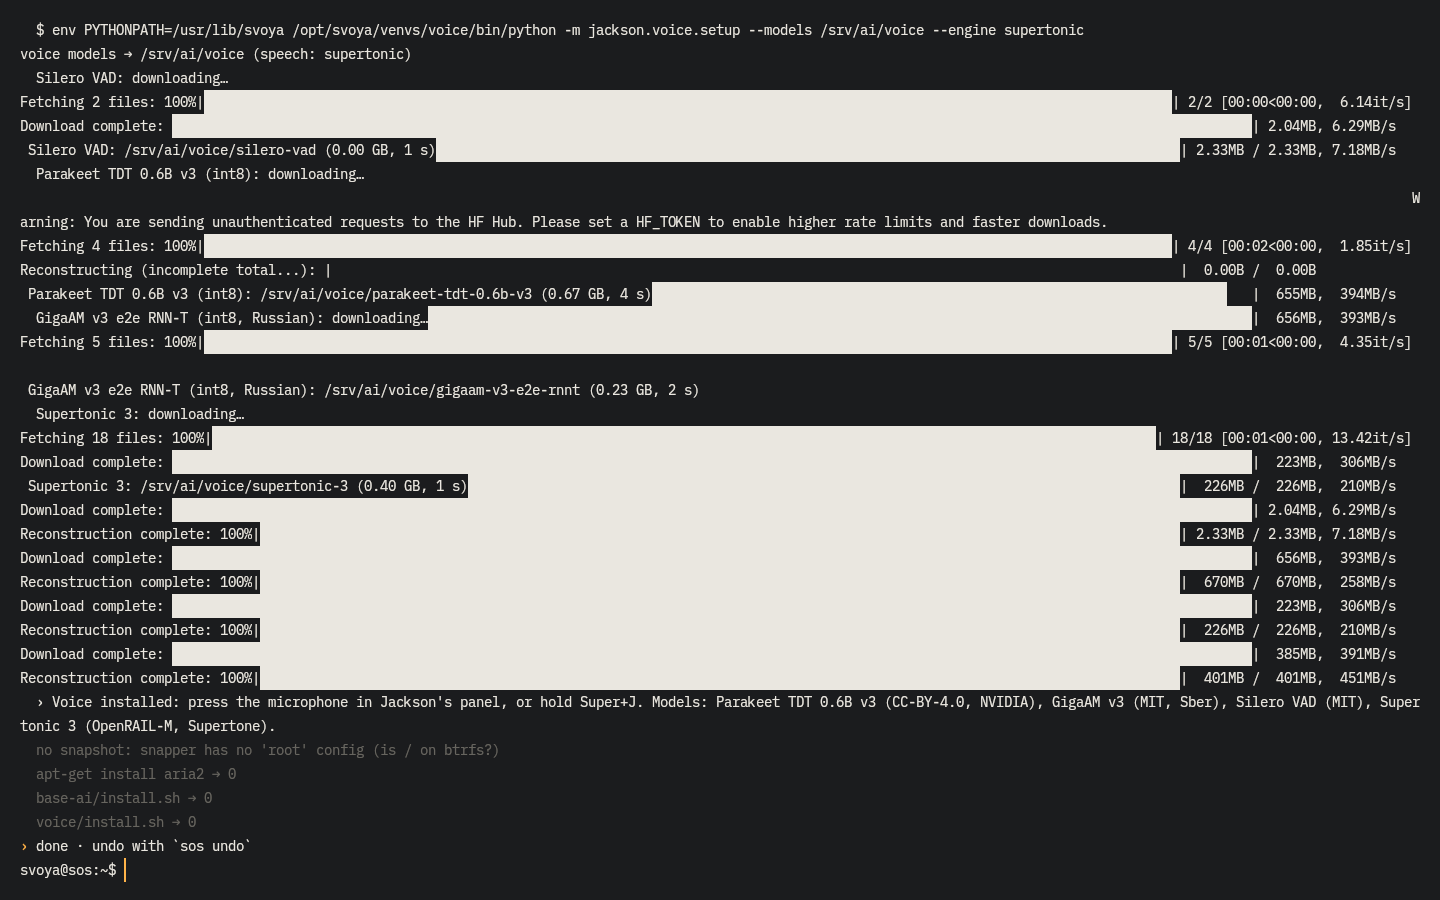 $ env PYTHONPATH=/usr/lib/svoya /opt/svoya/venvs/voice/bin/python -m jackson.voice.setup --models /srv/ai/voice --engine supertonic
voice models → /srv/ai/voice (speech: supertonic)
Silero VAD: downloading…
Fetching 2 files: 100%| | 2/2 [00:00<00:00, 6.14it/s]
Download complete: | 2.04MB, 6.29MB/s
Silero VAD: /srv/ai/voice/silero-vad (0.00 GB, 1 s) | 2.33MB / 2.33MB, 7.18MB/s
Parakeet TDT 0.6B v3 (int8): downloading…
W
arning: You are sending unauthenticated requests to the HF Hub. Please set a HF_TOKEN to enable higher rate limits and faster downloads.
Fetching 4 files: 100%| | 4/4 [00:02<00:00, 1.85it/s]
Reconstructing (incomplete total...): | | 0.00B / 0.00B
Parakeet TDT 0.6B v3 (int8): /srv/ai/voice/parakeet-tdt-0.6b-v3 (0.67 GB, 4 s) | 655MB, 394MB/s
GigaAM v3 e2e RNN-T (int8, Russian): downloading… | 656MB, 393MB/s
Fetching 5 files: 100%| | 5/5 [00:01<00:00, 4.35it/s]
GigaAM v3 e2e RNN-T (int8, Russian): /srv/ai/voice/gigaam-v3-e2e-rnnt (0.23 GB, 2 s)
Supertonic 3: downloading…
Fetching 18 files: 100%| | 18/18 [00:01<00:00, 13.42it/s]
Download complete: | 223MB, 306MB/s
Supertonic 3: /srv/ai/voice/supertonic-3 (0.40 GB, 1 s) | 226MB / 226MB, 210MB/s
Download complete: | 2.04MB, 6.29MB/s
Reconstruction complete: 100%| | 2.33MB / 2.33MB, 7.18MB/s
Download complete: | 656MB, 393MB/s
Reconstruction complete: 100%| | 670MB / 670MB, 258MB/s
Download complete: | 223MB, 306MB/s
Reconstruction complete: 100%| | 226MB / 226MB, 210MB/s
Download complete: | 385MB, 391MB/s
Reconstruction complete: 100%| | 401MB / 401MB, 451MB/s
› Voice installed: press the microphone in Jackson's panel, or hold Super+J. Models: Parakeet TDT 0.6B v3 (CC-BY-4.0, NVIDIA), GigaAM v3 (MIT, Sber), Silero VAD (MIT), Super
tonic 3 (OpenRAIL-M, Supertone).
no snapshot: snapper has no 'root' config (is / on btrfs?)
apt-get install aria2 → 0
base-ai/install.sh → 0
voice/install.sh → 0
› done · undo with `sos undo`
svoya@sos:~$